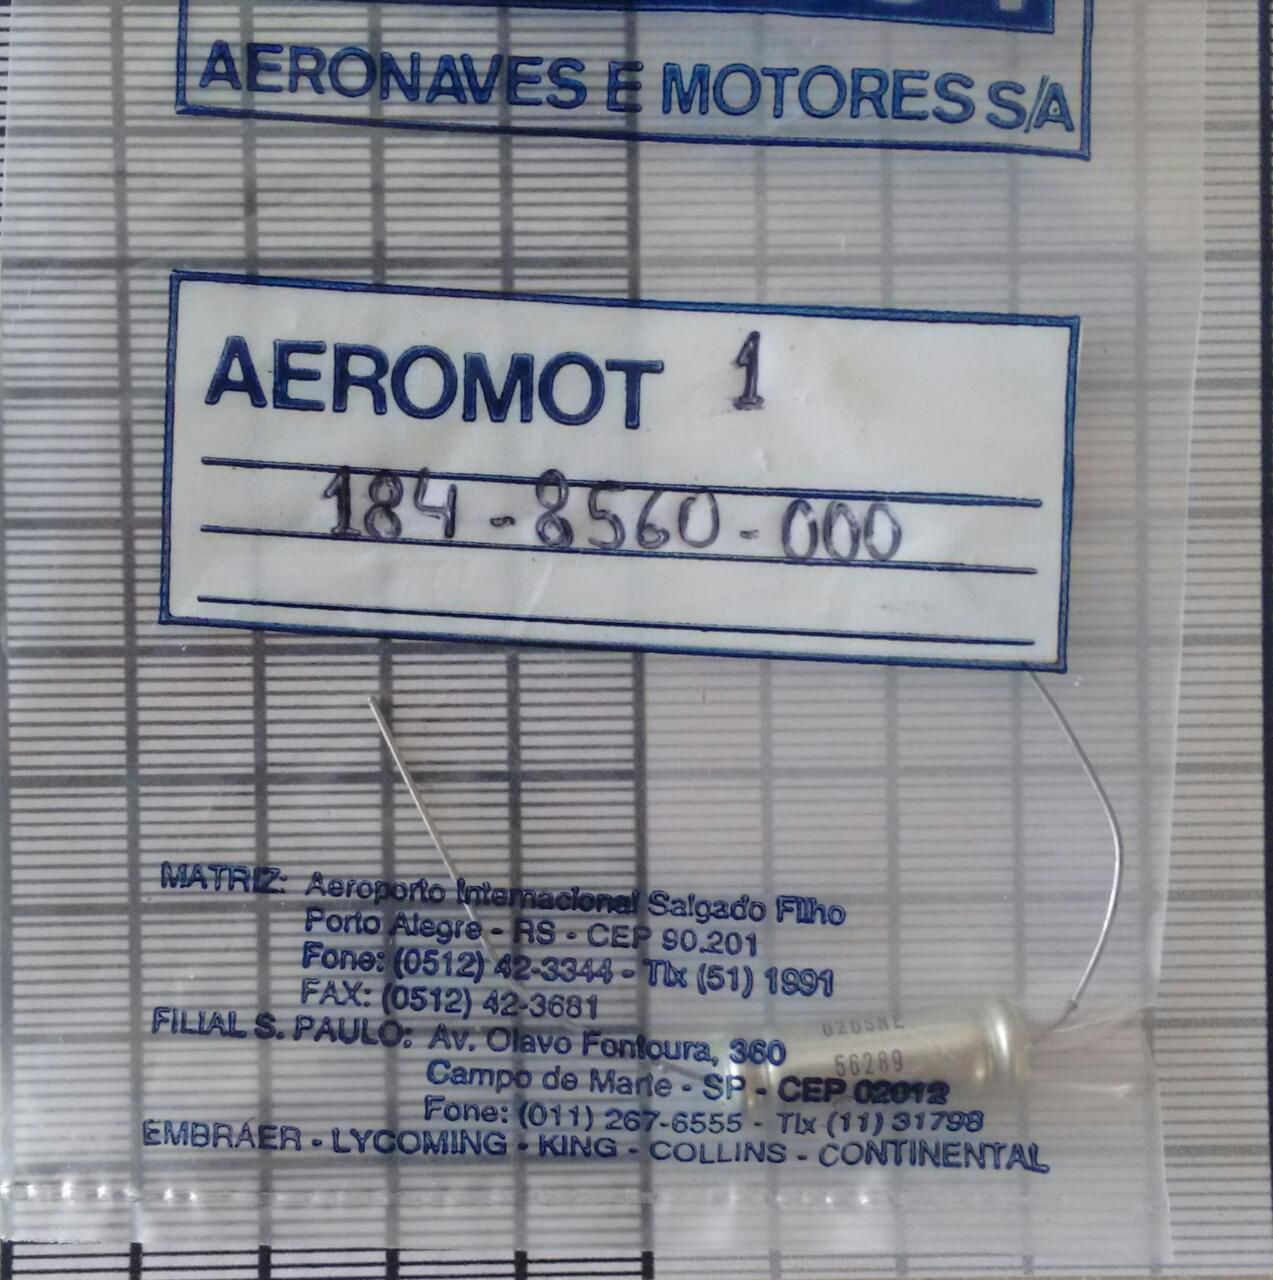 AERONAVES E MOTORES S/A
AEROMOT 1
184-8560-000
MATRIZ: Aeroporto Internacional Salgado Filho
Porto Alegre - RS - CEP 90.201
Fone: (0512) 42-3344 - Tlx (51) 1991
FAX: (0512) 42-3681
FILIAL S. PAULO: Av. Olavo Fontoura, 360
Campo de Marte - SP - CEP 02012
Fone: (011) 267-6555 - Tlx (11) 31798
EMBRAER - LYCOMING - KING - COLLINS - CONTINENTAL
56289